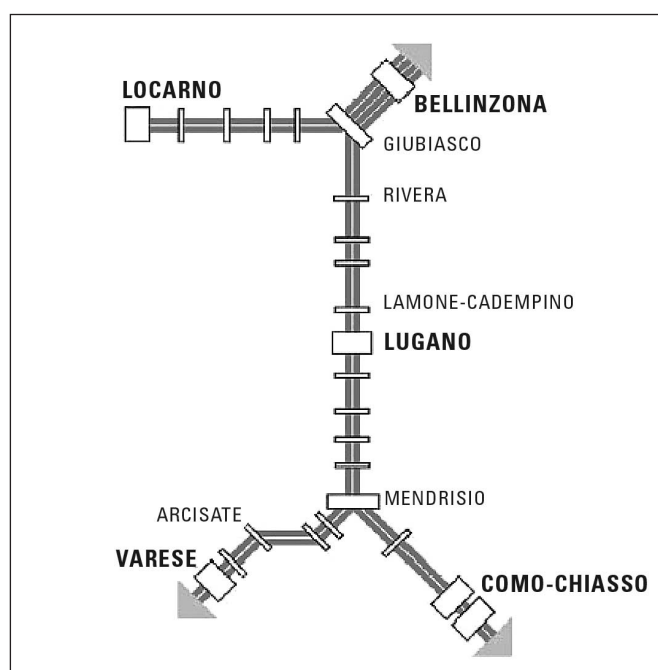 LOCARNO
BELLINZONA
GIUBIASCO
RIVERA
LAMONE-CADEMPINO
LUGANO
MENDRISIO
ARCISATE
VARESE
COMO-CHIASSO